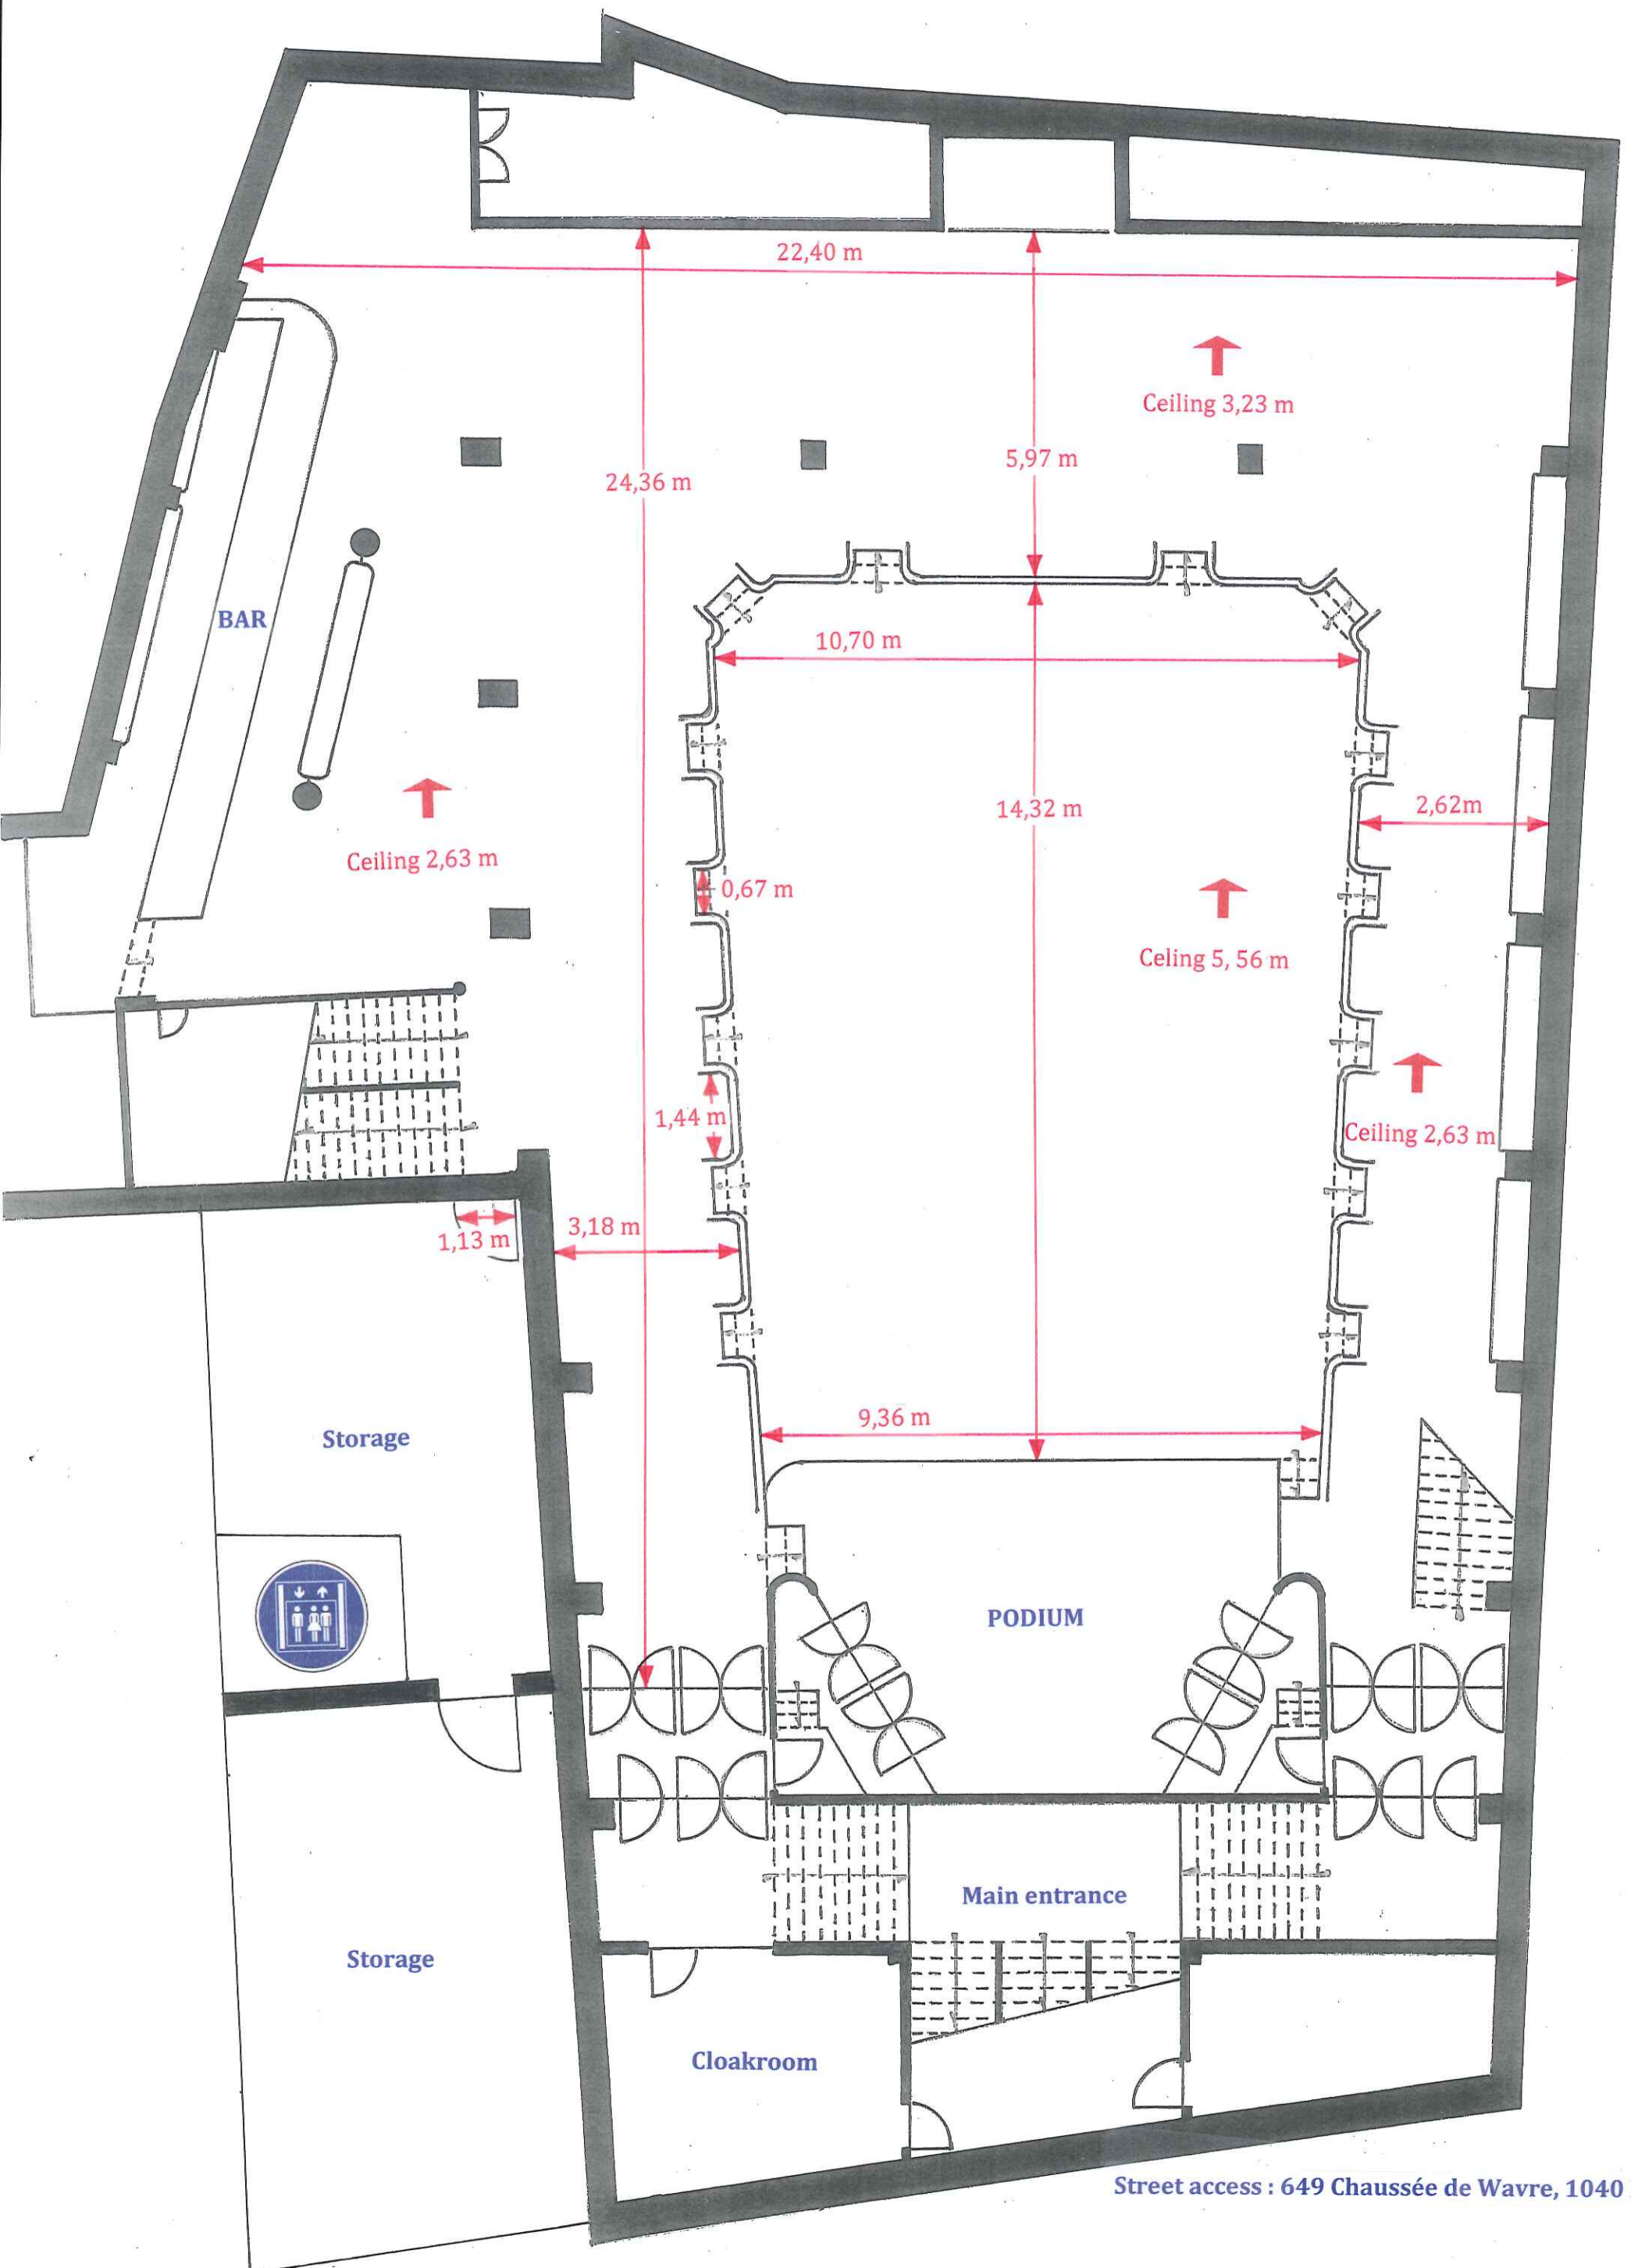 22,40 m
Ceiling 3,23 m
5,97 m
24,36 m
BAR
10,70 m
14,32 m
2,62m
Ceiling 2,63 m
0,67 m
Celing 5, 56 m
1,44 m
Ceiling 2,63 m
3,18 m
1,13 m
9,36 m
Storage
PODIUM
Main entrance
Storage
Cloakroom
Street access : 649 Chaussée de Wavre, 1040